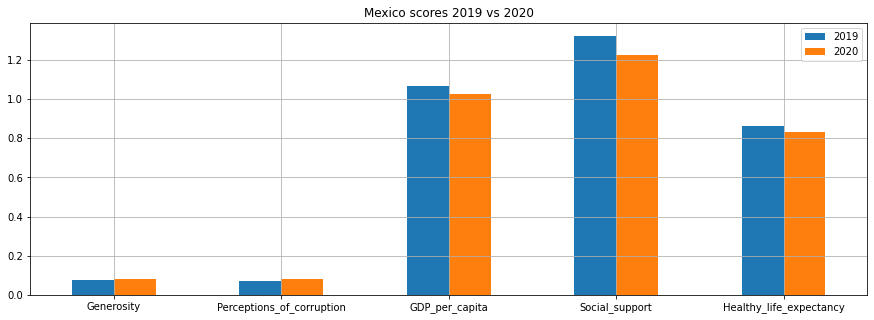 Mexico scores 2019 vs 2020
2019
2020
1.2
1.0
0.8
0.6
0.4
0.2
0.0
Generosity
Perceptions_of_corruption
GDP_per_capita
Social_support
Healthy_life_expectancy